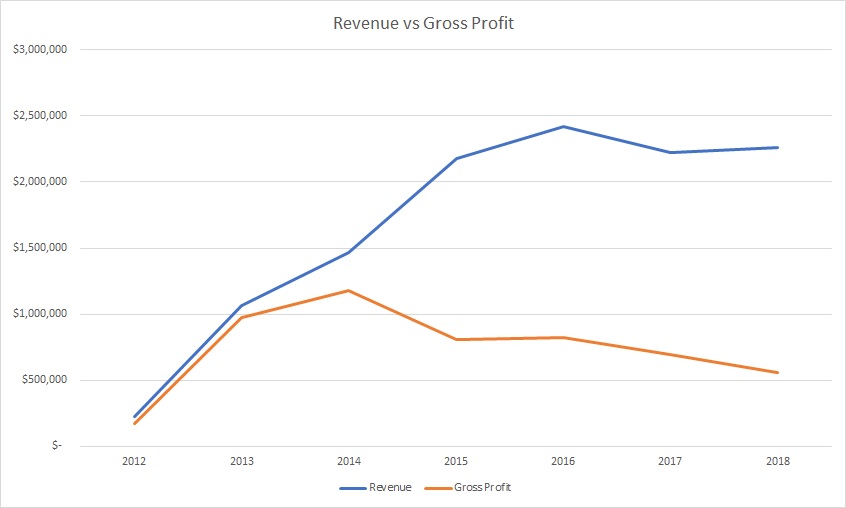 Revenue vs Gross Profit
$3,000,000
$2,500,000
$2,000,000
$1,500,000
$1,000,000
$500,000
$-
2012 2013 2014 2015 2016 2017 2018
Revenue Gross Profit